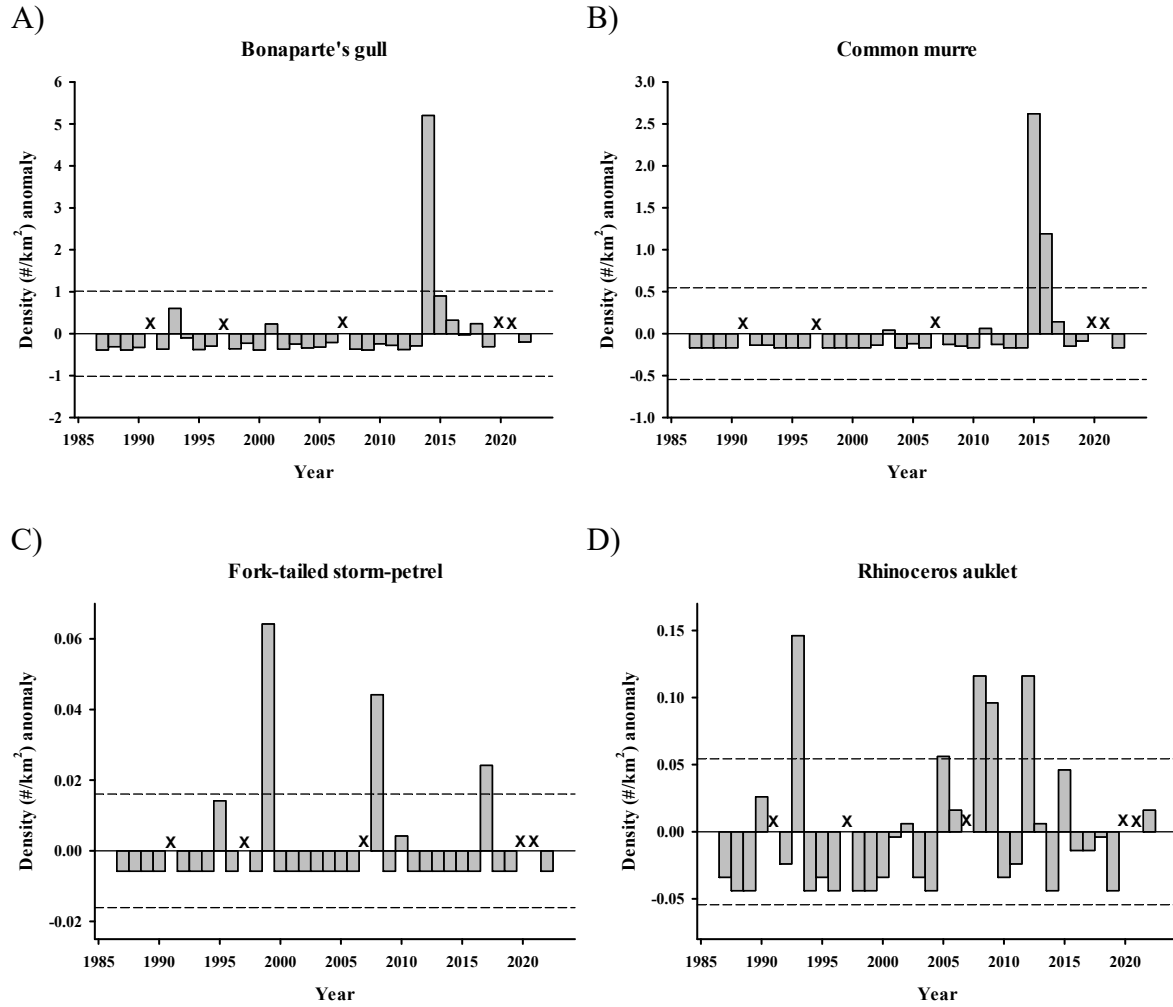 A)
Bonaparte's gull
Density (#/km²) anomaly
6
5
4
3
2
1
0
-1
-2
X X X X X
1985 1990 1995 2000 2005 2010 2015 2020
Year
B)
Common murre
Density (#/km²) anomaly
3.0
2.5
2.0
1.5
1.0
0.5
0.0
-0.5
-1.0
X X X X X
1985 1990 1995 2000 2005 2010 2015 2020
Year
C)
Fork-tailed storm-petrel
Density (#/km²) anomaly
0.06
0.04
0.02
0.00
-0.02
X X X X X
1985 1990 1995 2000 2005 2010 2015 2020
Year
D)
Rhinoceros auklet
Density (#/km²) anomaly
0.15
0.10
0.05
0.00
-0.05
X X X X X
1985 1990 1995 2000 2005 2010 2015 2020
Year